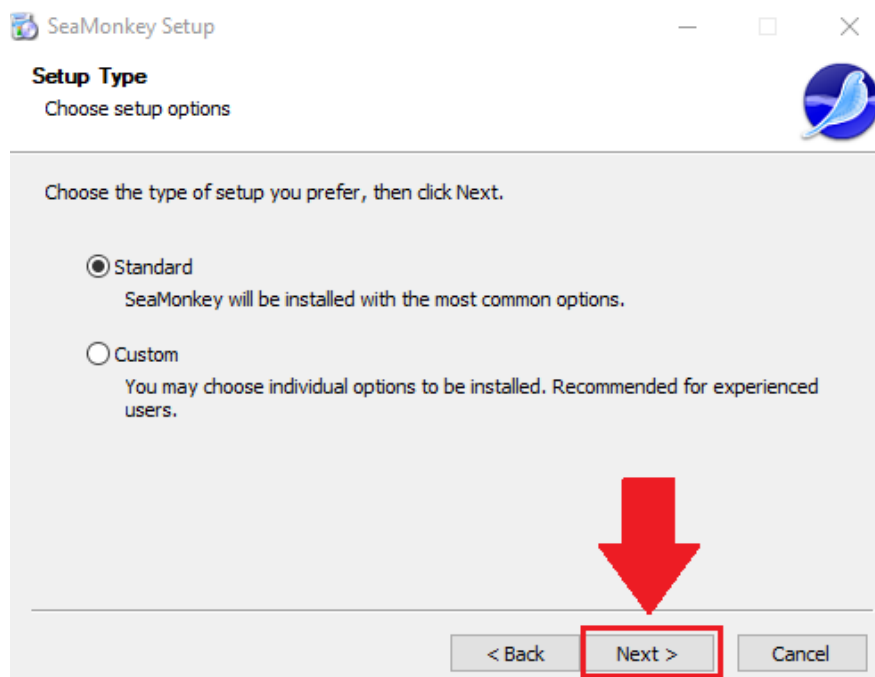 SeaMonkey Setup
Setup Type
Choose setup options
Choose the type of setup you prefer, then click Next.
Standard
SeaMonkey will be installed with the most common options.
Custom
You may choose individual options to be installed. Recommended for experienced
users.
< Back Next > Cancel